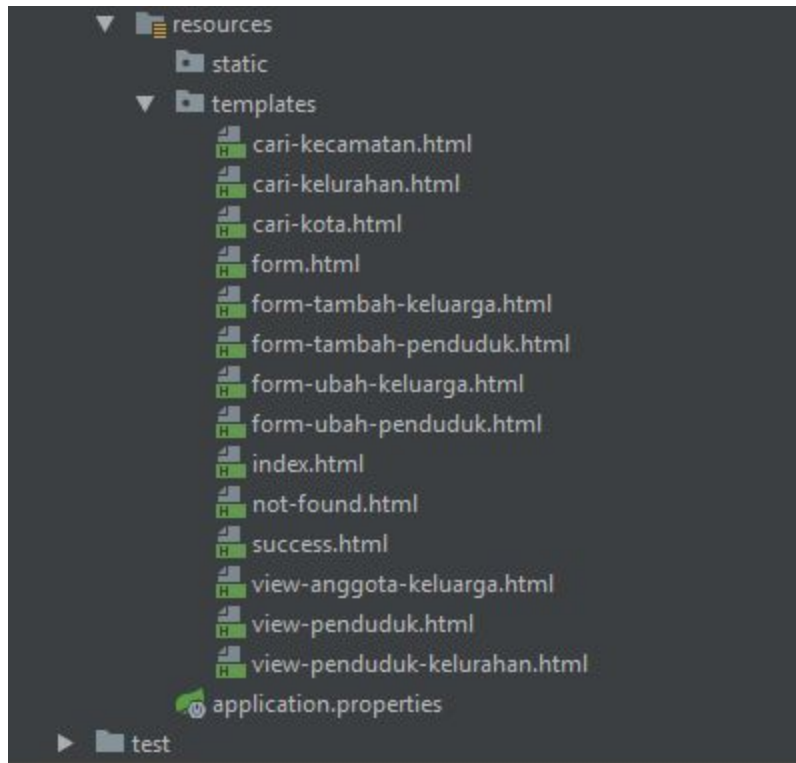 resources
static
templates
cari-kecamatan.html
cari-kelurahan.html
cari-kota.html
form.html
form-tambah-keluarga.html
form-tambah-penduduk.html
form-ubah-keluarga.html
form-ubah-penduduk.html
index.html
not-found.html
success.html
view-anggota-keluarga.html
view-penduduk.html
view-penduduk-kelurahan.html
application.properties
test